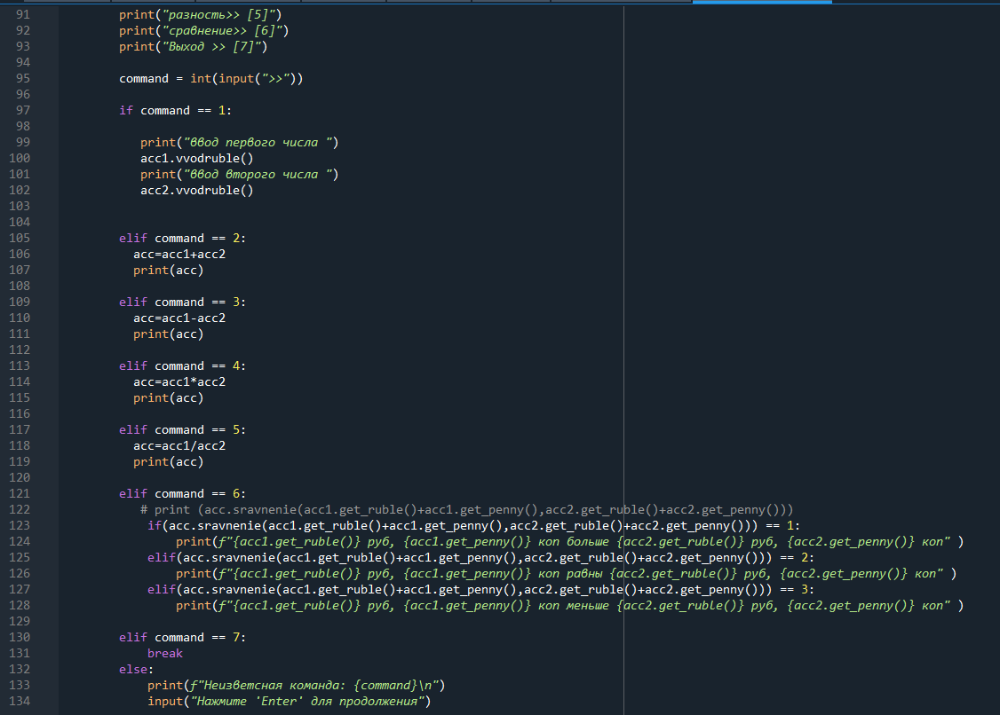 91 print("разность>> [5]")
92 print("сравнение>> [6]")
93 print("Выход >> [7]")
94
95 command = int(input(">>"))
96
97 if command == 1:
98
99 print("ввод первого числа ")
100 acc1.vvodruble()
101 print("ввод второго числа ")
102 acc2.vvodruble()
103
104
105 elif command == 2:
106 acc=acc1+acc2
107 print(acc)
108
109 elif command == 3:
110 acc=acc1-acc2
111 print(acc)
112
113 elif command == 4:
114 acc=acc1*acc2
115 print(acc)
116
117 elif command == 5:
118 acc=acc1/acc2
119 print(acc)
120
121 elif command == 6:
122 # print (acc.sravnenie(acc1.get_ruble()+acc1.get_penny(),acc2.get_ruble()+acc2.get_penny()))
123 if(acc.sravnenie(acc1.get_ruble()+acc1.get_penny(),acc2.get_ruble()+acc2.get_penny())) == 1:
124 print(f"{acc1.get_ruble()} руб, {acc1.get_penny()} коп больше {acc2.get_ruble()} руб, {acc2.get_penny()} коп" )
125 elif(acc.sravnenie(acc1.get_ruble()+acc1.get_penny(),acc2.get_ruble()+acc2.get_penny())) == 2:
126 print(f"{acc1.get_ruble()} руб, {acc1.get_penny()} коп равны {acc2.get_ruble()} руб, {acc2.get_penny()} коп" )
127 elif(acc.sravnenie(acc1.get_ruble()+acc1.get_penny(),acc2.get_ruble()+acc2.get_penny())) == 3:
128 print(f"{acc1.get_ruble()} руб, {acc1.get_penny()} коп меньше {acc2.get_ruble()} руб, {acc2.get_penny()} коп" )
129
130 elif command == 7:
131 break
132 else:
133 print(f"Неизветсная команда: {command}\n")
134 input("Нажмите 'Enter' для продолжения")